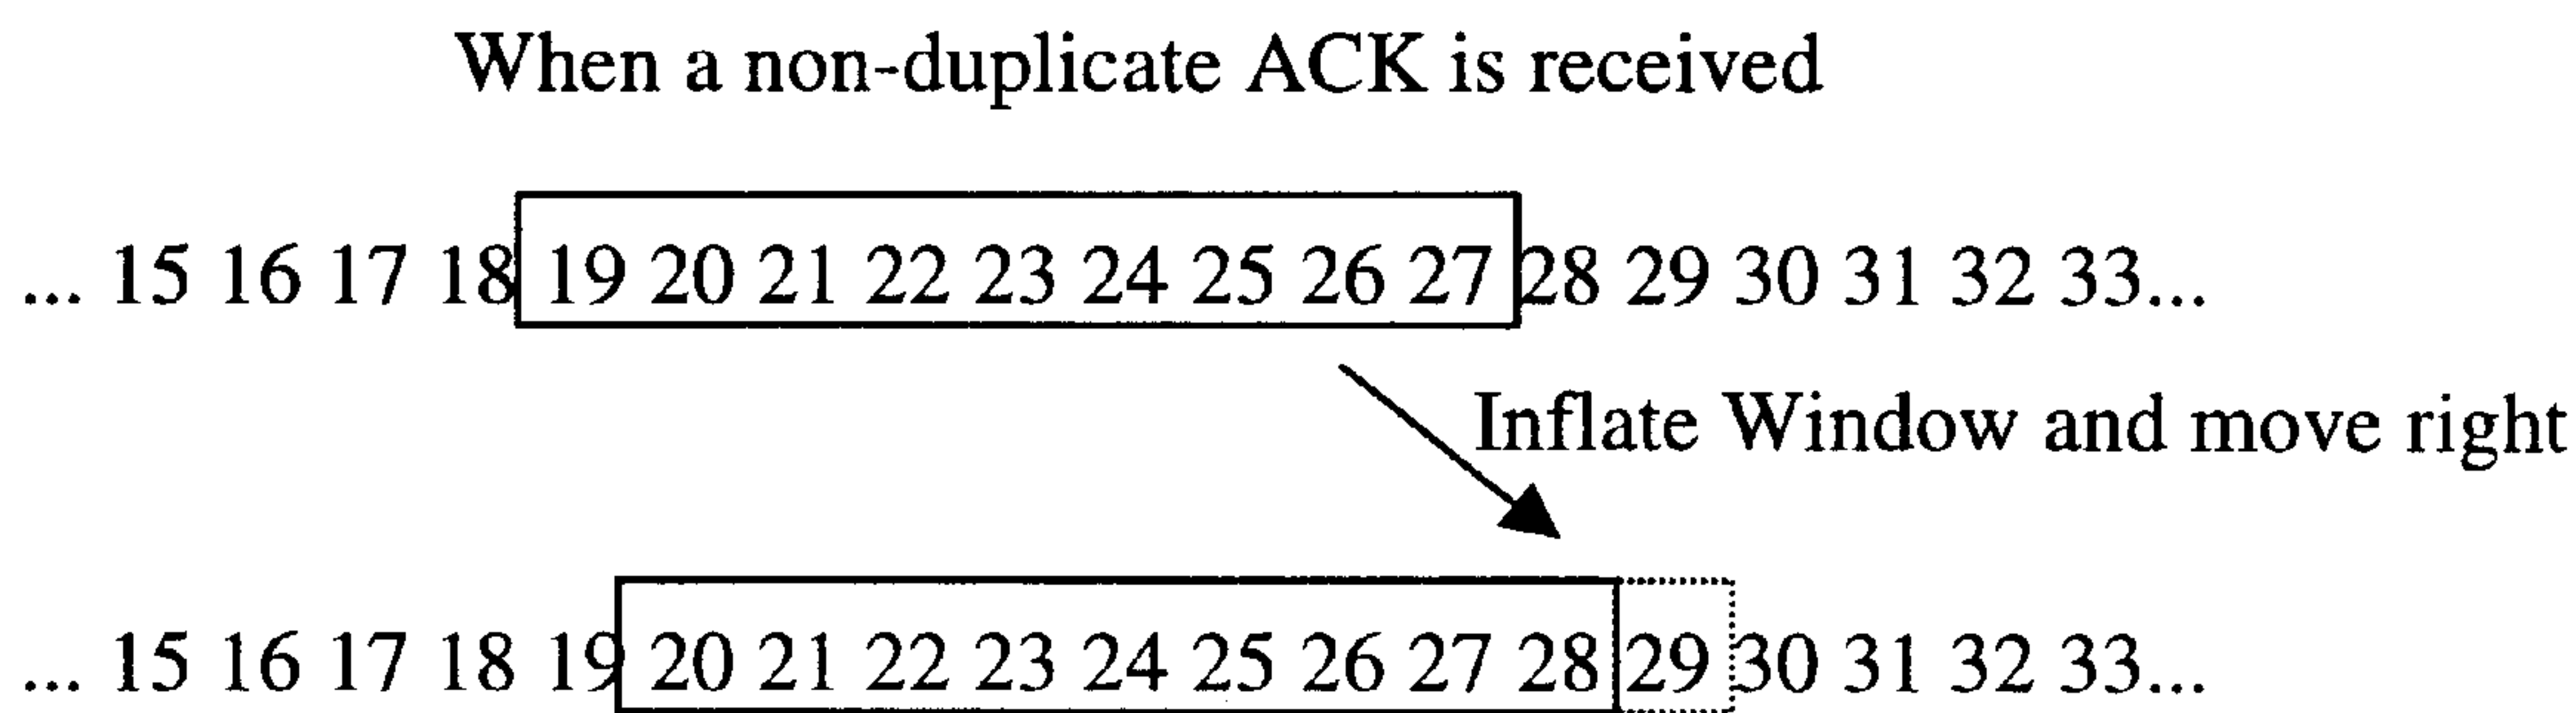 When a non-duplicate ACK is received
... 15 16 17 18 19 20 21 22 23 24 25 26 27 28 29 30 31 32 33...
Inflate Window and move right
... 15 16 17 18 19 20 21 22 23 24 25 26 27 28 29 30 31 32 33...